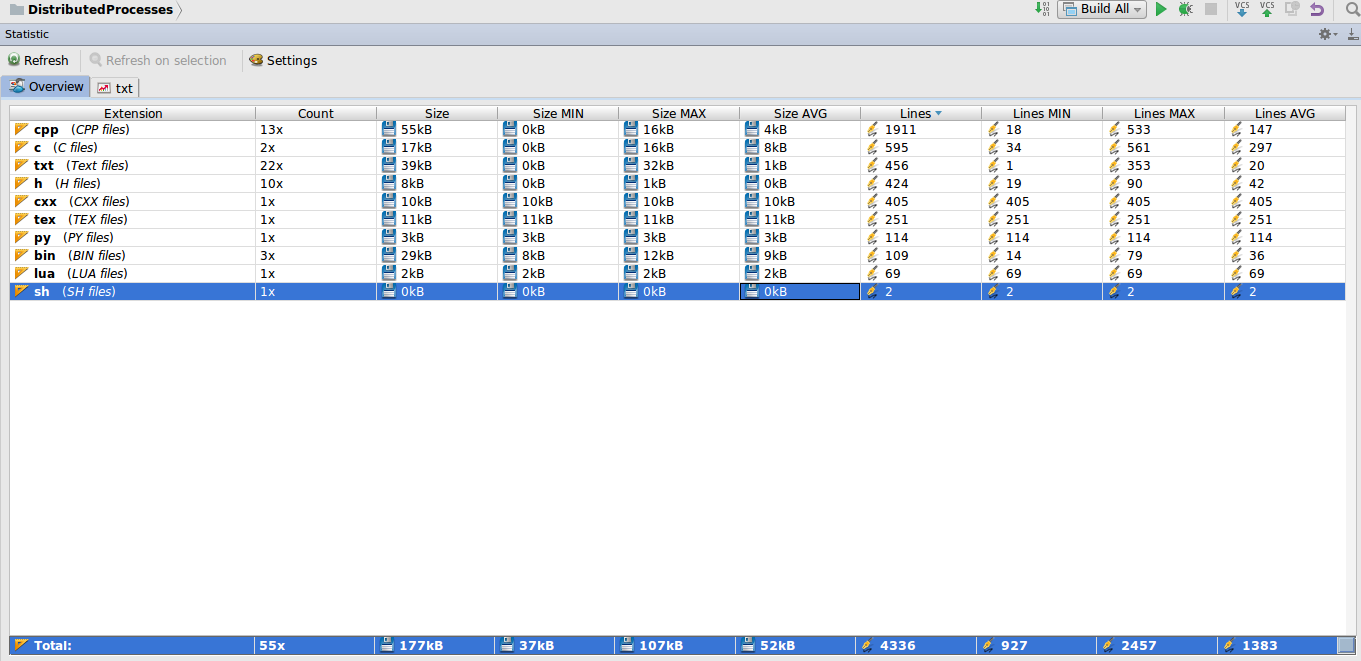 DistributedProcesses
Build All
VCS VCS
Statistic
Refresh Refresh on selection Settings
Overview txt
Extension Count Size Size MIN Size MAX Size AVG Lines Lines MIN Lines MAX Lines AVG
cpp (CPP files) 13x 55kB 0kB 16kB 4kB 1911 18 533 147
c (C files) 2x 17kB 0kB 16kB 8kB 595 34 561 297
txt (Text files) 22x 39kB 0kB 32kB 1kB 456 1 353 20
h (H files) 10x 8kB 0kB 1kB 0kB 424 19 90 42
cxx (CXX files) 1x 10kB 10kB 10kB 10kB 405 405 405 405
tex (TEX files) 1x 11kB 11kB 11kB 11kB 251 251 251 251
py (PY files) 1x 3kB 3kB 3kB 3kB 114 114 114 114
bin (BIN files) 3x 29kB 8kB 12kB 9kB 109 14 79 36
lua (LUA files) 1x 2kB 2kB 2kB 2kB 69 69 69 69
sh (SH files) 1x 0kB 0kB 0kB 0kB 2 2 2 2
Total: 55x 177kB 37kB 107kB 52kB 4336 927 2457 1383